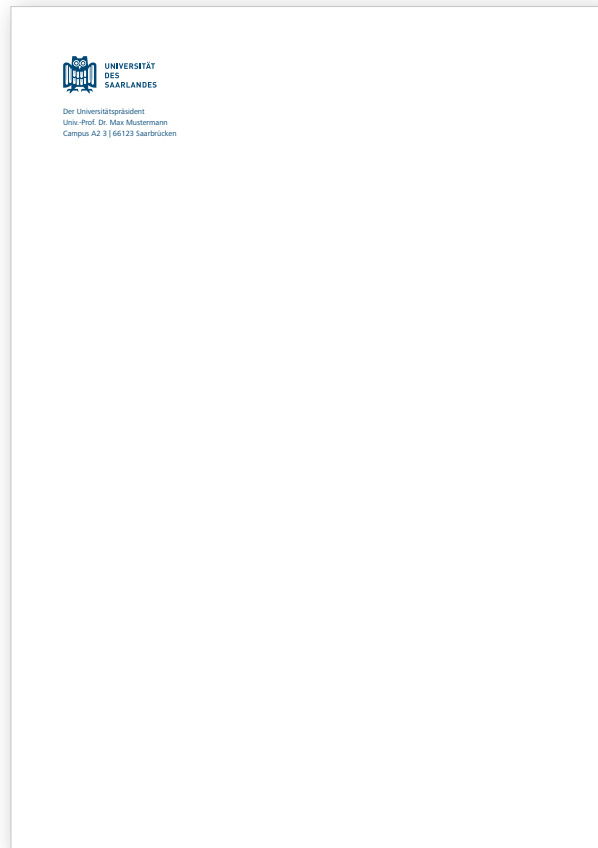 UNIVERSITÄT
DES
SAARLANDES
Der Universitätspräsident
Univ.-Prof. Dr. Max Mustermann
Campus A2 3 | 66123 Saarbrücken